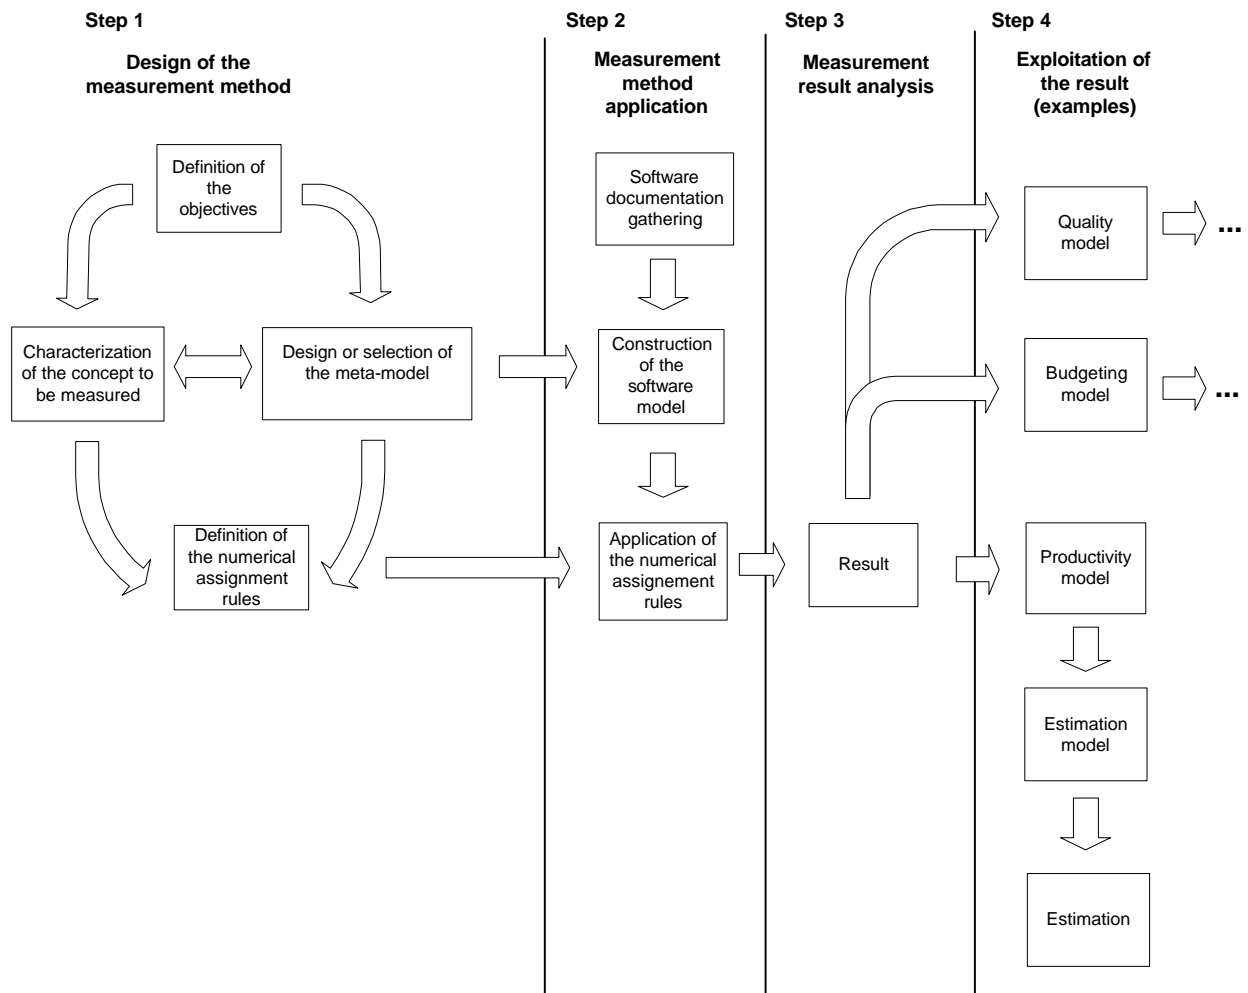 Step 1
Design of the
measurement method
Definition of
the
objectives
Characterization
of the concept to
be measured
Design or selection of
the meta-model
Definition of
the numerical
assignment
rules
Step 2
Measurement
method
application
Software
documentation
gathering
Construction
of the
software
model
Application of
the numerical
assignement
rules
Step 3
Measurement
result analysis
Result
Step 4
Exploitation of
the result
(examples)
Quality
model
...
Budgeting
model
...
Productivity
model
Estimation
model
Estimation